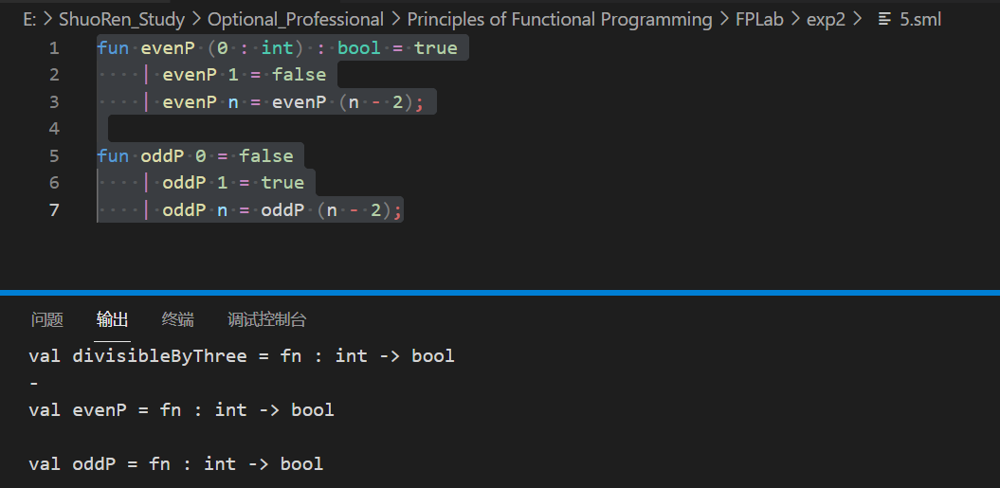 E: > ShuoRen_Study > Optional_Professional > Principles of Functional Programming > FPLab > exp2 > 5.sml
1 fun evenP (0 : int) : bool = true
2 | evenP 1 = false
3 | evenP n = evenP (n - 2);
4
5 fun oddP 0 = false
6 | oddP 1 = true
7 | oddP n = oddP (n - 2);
问题 输出 终端 调试控制台
val divisibleByThree = fn : int -> bool
-
val evenP = fn : int -> bool
val oddP = fn : int -> bool